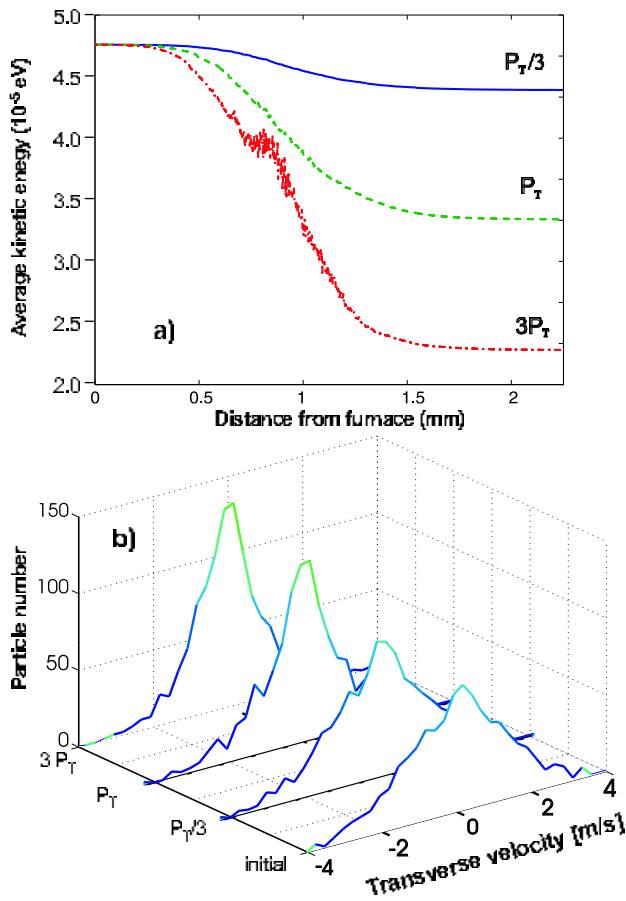 5.0
4.5
4.0
3.5
3.0
2.5
2.0
Average kinetic enegy (10⁻⁵ eV)
P_T/3
P_T
3P_T
a)
0
0.5
1
1.5
2
Distance from furnace (mm)
b)
150
100
50
0
Particle number
3 P_T
P_T
P_T/3
initial
-4
-2
0
2
4
Transverse velocity [m/s]